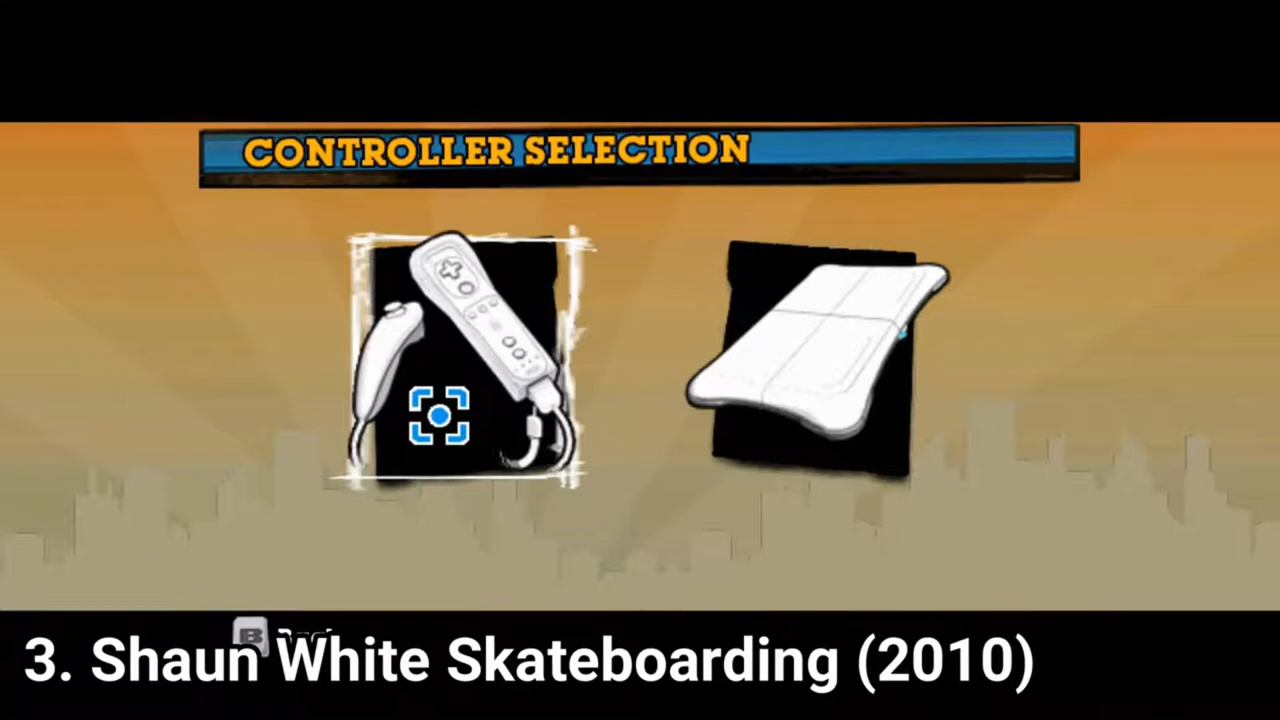 CONTROLLER SELECTION
B
3. Shaun White Skateboarding (2010)